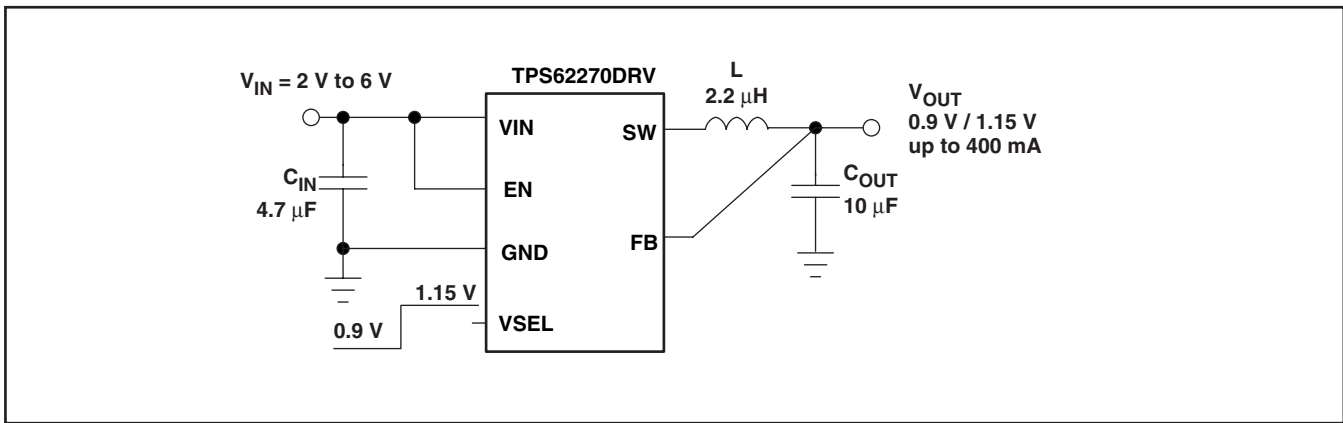 TPS62270DRV
V_IN = 2 V to 6 V
L
2.2 μH
V_OUT
0.9 V / 1.15 V
up to 400 mA
VIN
SW
C_IN
4.7 μF
EN
C_OUT
10 μF
FB
GND
1.15 V
0.9 V
VSEL